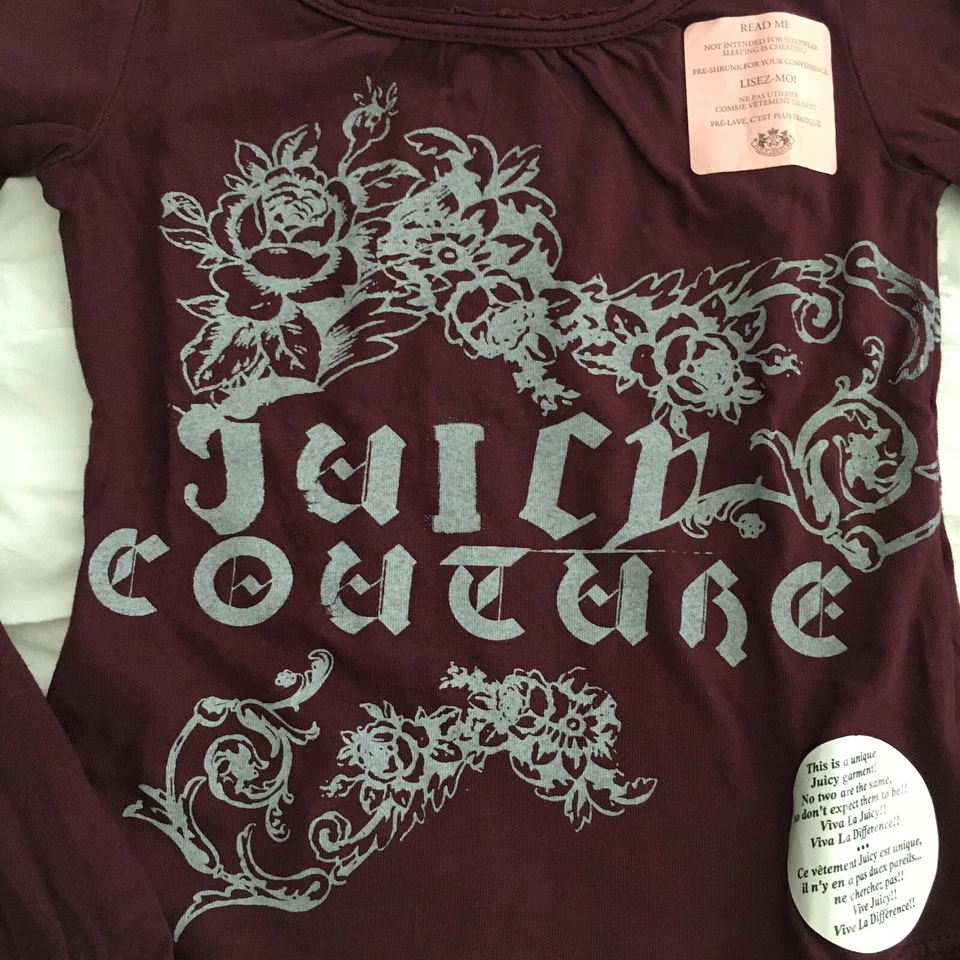 READ ME
NOT INTENDED FOR SLEEPWEAR.
SLEEPING IS CHEATING!
PRE-SHRUNK FOR YOUR CONVENIENCE.
LISEZ-MOI
NE PAS UTILISER
COMME VÊTEMENT DE NUIT
PRÉ-LAVÉ, C'EST PLUS PRATIQUE
JUICY
COUTURE
This is a unique
Juicy garment!
No two are the same,
so don't expect them to be!!
Viva La Juicy!!
Viva La Différence!!
•••
Ce vêtement Juicy est unique,
il n'y en a pas duex pareils...
ne cherchez pas!!
Vive Juicy!!
Vive La Différence!!